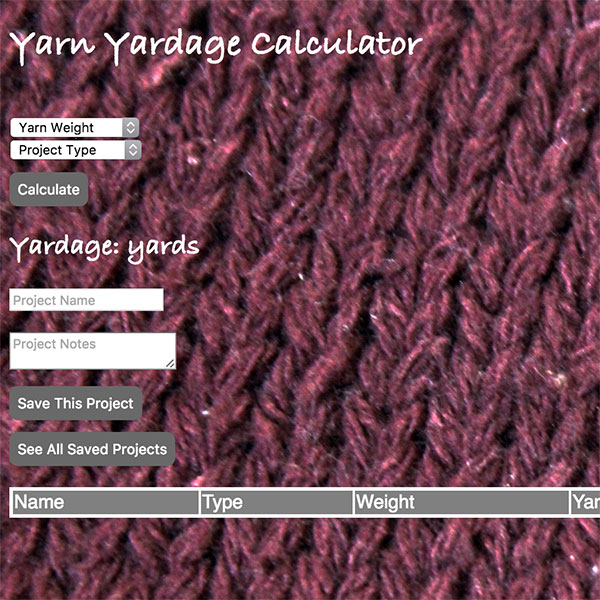 Yarn Yardage Calculator
Yarn Weight
Project Type
Calculate
Yardage: yards
Project Name
Project Notes
Save This Project
See All Saved Projects
Name Type Weight Yar